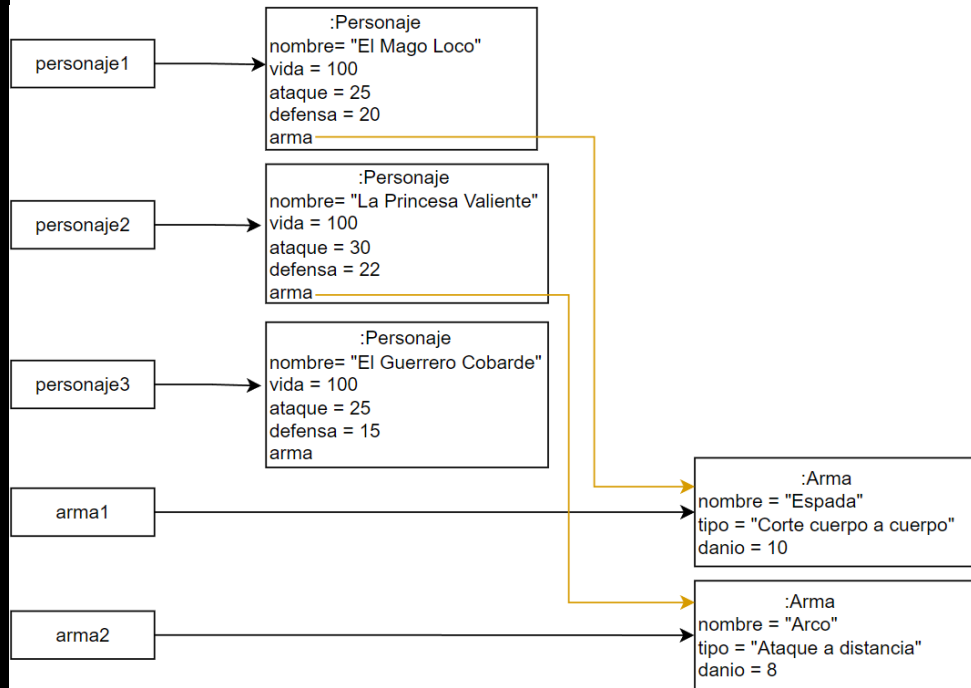 personaje1
:Personaje
nombre= "El Mago Loco"
vida = 100
ataque = 25
defensa = 20
arma
personaje2
:Personaje
nombre= "La Princesa Valiente"
vida = 100
ataque = 30
defensa = 22
arma
personaje3
:Personaje
nombre= "El Guerrero Cobarde"
vida = 100
ataque = 25
defensa = 15
arma
arma1
:Arma
nombre = "Espada"
tipo = "Corte cuerpo a cuerpo"
danio = 10
arma2
:Arma
nombre = "Arco"
tipo = "Ataque a distancia"
danio = 8